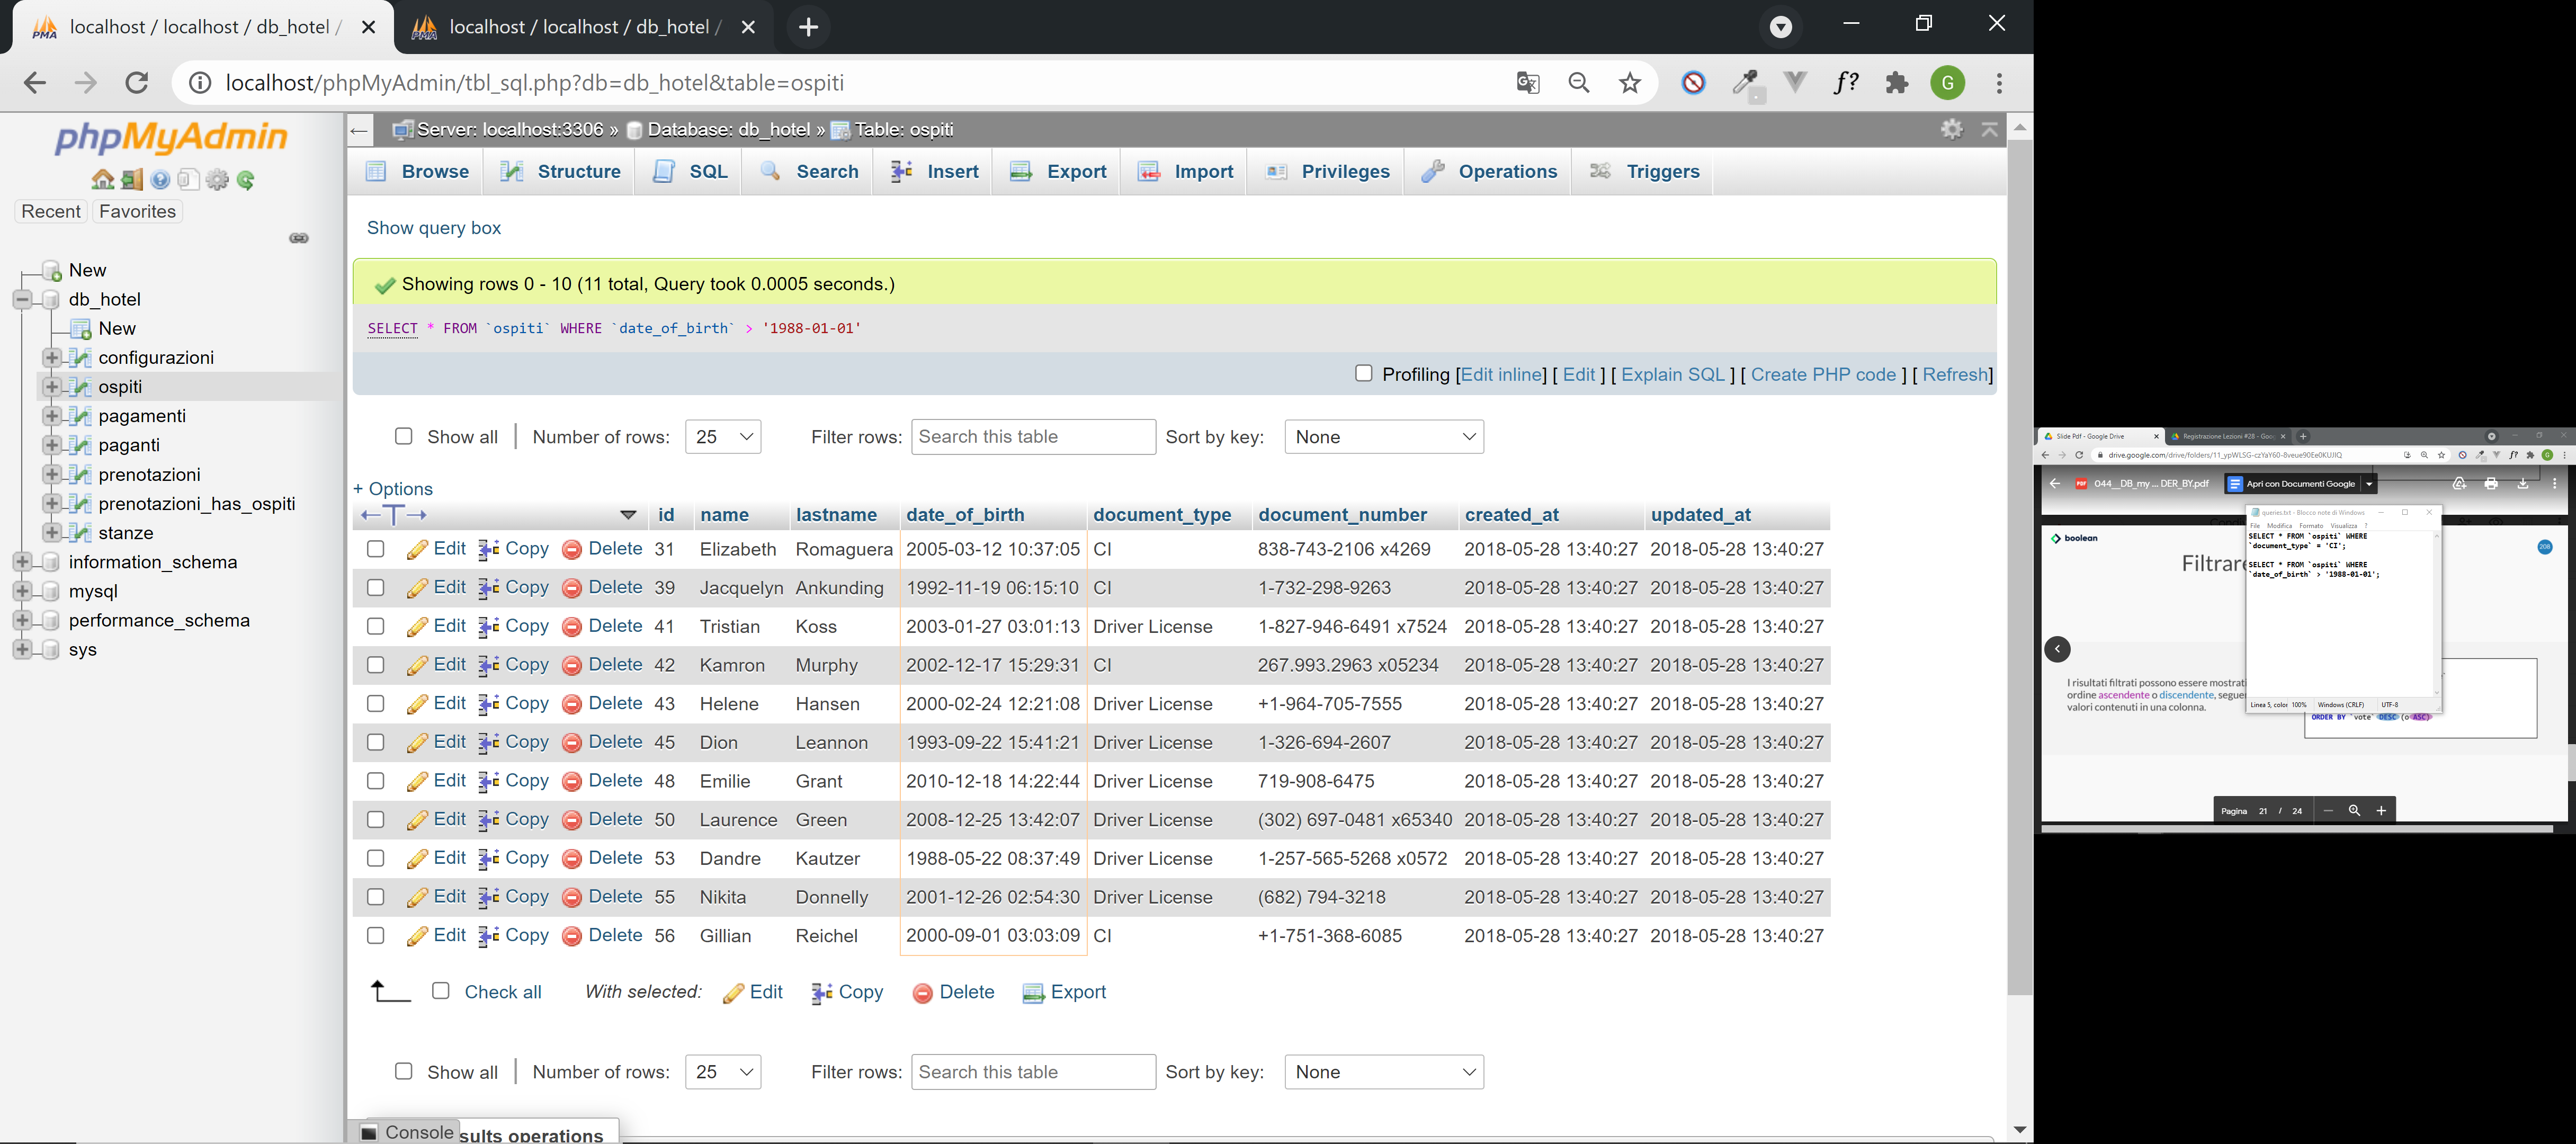 localhost / localhost / db_hotel /
localhost / localhost / db_hotel /
localhost/phpMyAdmin/tbl_sql.php?db=db_hotel&table=ospiti
f?
G
phpMyAdmin
Recent
Favorites
New
db_hotel
New
configurazioni
ospiti
pagamenti
paganti
prenotazioni
prenotazioni_has_ospiti
stanze
information_schema
mysql
performance_schema
sys
Server: localhost:3306 » Database: db_hotel » Table: ospiti
Browse Structure SQL Search Insert Export Import Privileges Operations Triggers
Show query box
Showing rows 0 - 10 (11 total, Query took 0.0005 seconds.)
SELECT * FROM `ospiti` WHERE `date_of_birth` > '1988-01-01'
Profiling [Edit inline] [ Edit ] [ Explain SQL ] [ Create PHP code ] [ Refresh]
Show all Number of rows: 25 Filter rows: Search this table Sort by key: None
+ Options
id name lastname date_of_birth document_type document_number created_at updated_at
Edit Copy Delete 31 Elizabeth Romaguera 2005-03-12 10:37:05 CI 838-743-2106 x4269 2018-05-28 13:40:27 2018-05-28 13:40:27
Edit Copy Delete 39 Jacquelyn Ankunding 1992-11-19 06:15:10 CI 1-732-298-9263 2018-05-28 13:40:27 2018-05-28 13:40:27
Edit Copy Delete 41 Tristian Koss 2003-01-27 03:01:13 Driver License 1-827-946-6491 x7524 2018-05-28 13:40:27 2018-05-28 13:40:27
Edit Copy Delete 42 Kamron Murphy 2002-12-17 15:29:31 CI 267.993.2963 x05234 2018-05-28 13:40:27 2018-05-28 13:40:27
Edit Copy Delete 43 Helene Hansen 2000-02-24 12:21:08 Driver License +1-964-705-7555 2018-05-28 13:40:27 2018-05-28 13:40:27
Edit Copy Delete 45 Dion Leannon 1993-09-22 15:41:21 Driver License 1-326-694-2607 2018-05-28 13:40:27 2018-05-28 13:40:27
Edit Copy Delete 48 Emilie Grant 2010-12-18 14:22:44 Driver License 719-908-6475 2018-05-28 13:40:27 2018-05-28 13:40:27
Edit Copy Delete 50 Laurence Green 2008-12-25 13:42:07 Driver License (302) 697-0481 x65340 2018-05-28 13:40:27 2018-05-28 13:40:27
Edit Copy Delete 53 Dandre Kautzer 1988-05-22 08:37:49 Driver License 1-257-565-5268 x0572 2018-05-28 13:40:27 2018-05-28 13:40:27
Edit Copy Delete 55 Nikita Donnelly 2001-12-26 02:54:30 Driver License (682) 794-3218 2018-05-28 13:40:27 2018-05-28 13:40:27
Edit Copy Delete 56 Gillian Reichel 2000-09-01 03:03:09 CI +1-751-368-6085 2018-05-28 13:40:27 2018-05-28 13:40:27
Check all With selected: Edit Copy Delete Export
Show all Number of rows: 25 Filter rows: Search this table Sort by key: None
Console sults operations
Slide Pdf - Google Drive
Registrazione Lezioni #28 - Goo
044__DB_my ... DER_BY.pdf
Apri con Documenti Google
boolean
208
Filtrare
queries.txt - Blocco note di Windows
File Modifica Formato Visualizza ?
SELECT * FROM `ospiti` WHERE
`document_type` = 'CI';
SELECT * FROM `ospiti` WHERE
`date_of_birth` > '1988-01-01';
Windows (CRLF) UTF-8
100%
I risultati filtrati possono essere mostrati
ordine ascendente o discendente, segue
valori contenuti in una colonna.
ORDER BY `vote` DESC (o ASC)
Pagina 21 / 24